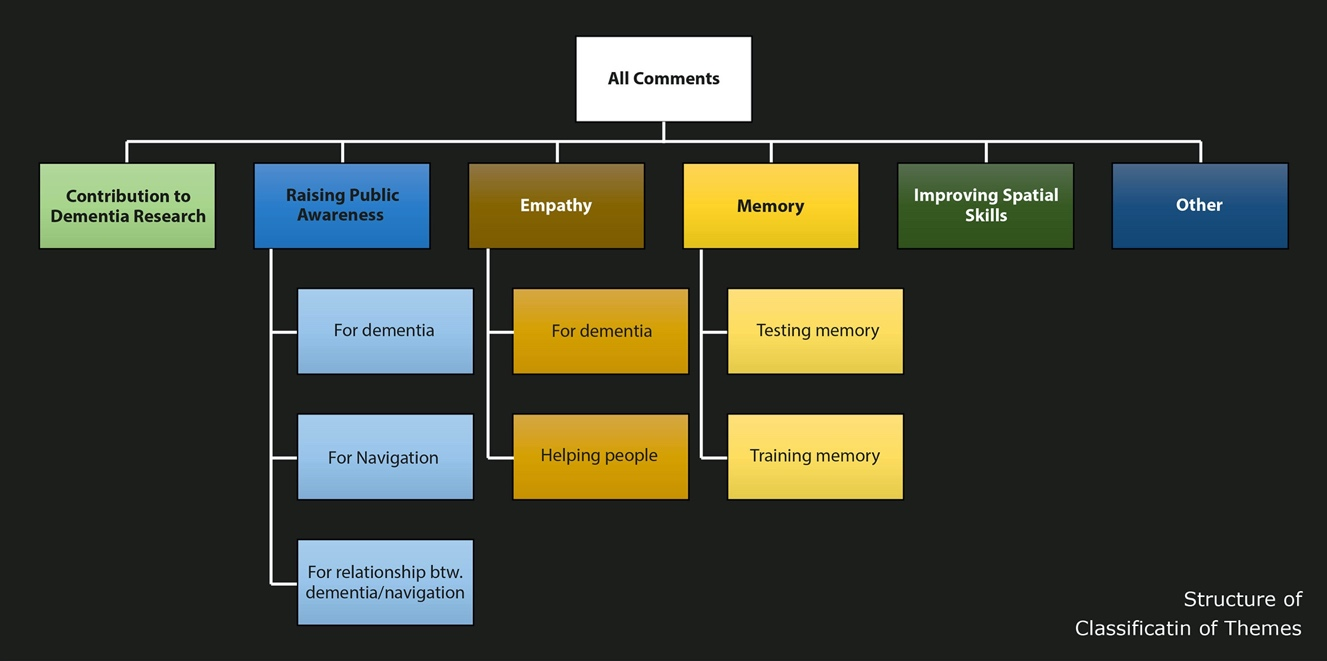 All Comments
Contribution to
Dementia Research
Raising Public
Awareness
Empathy
Memory
Improving Spatial
Skills
Other
For dementia
For dementia
Testing memory
For Navigation
Helping people
Training memory
For relationship btw.
dementia/navigation
Structure of
Classificatin of Themes